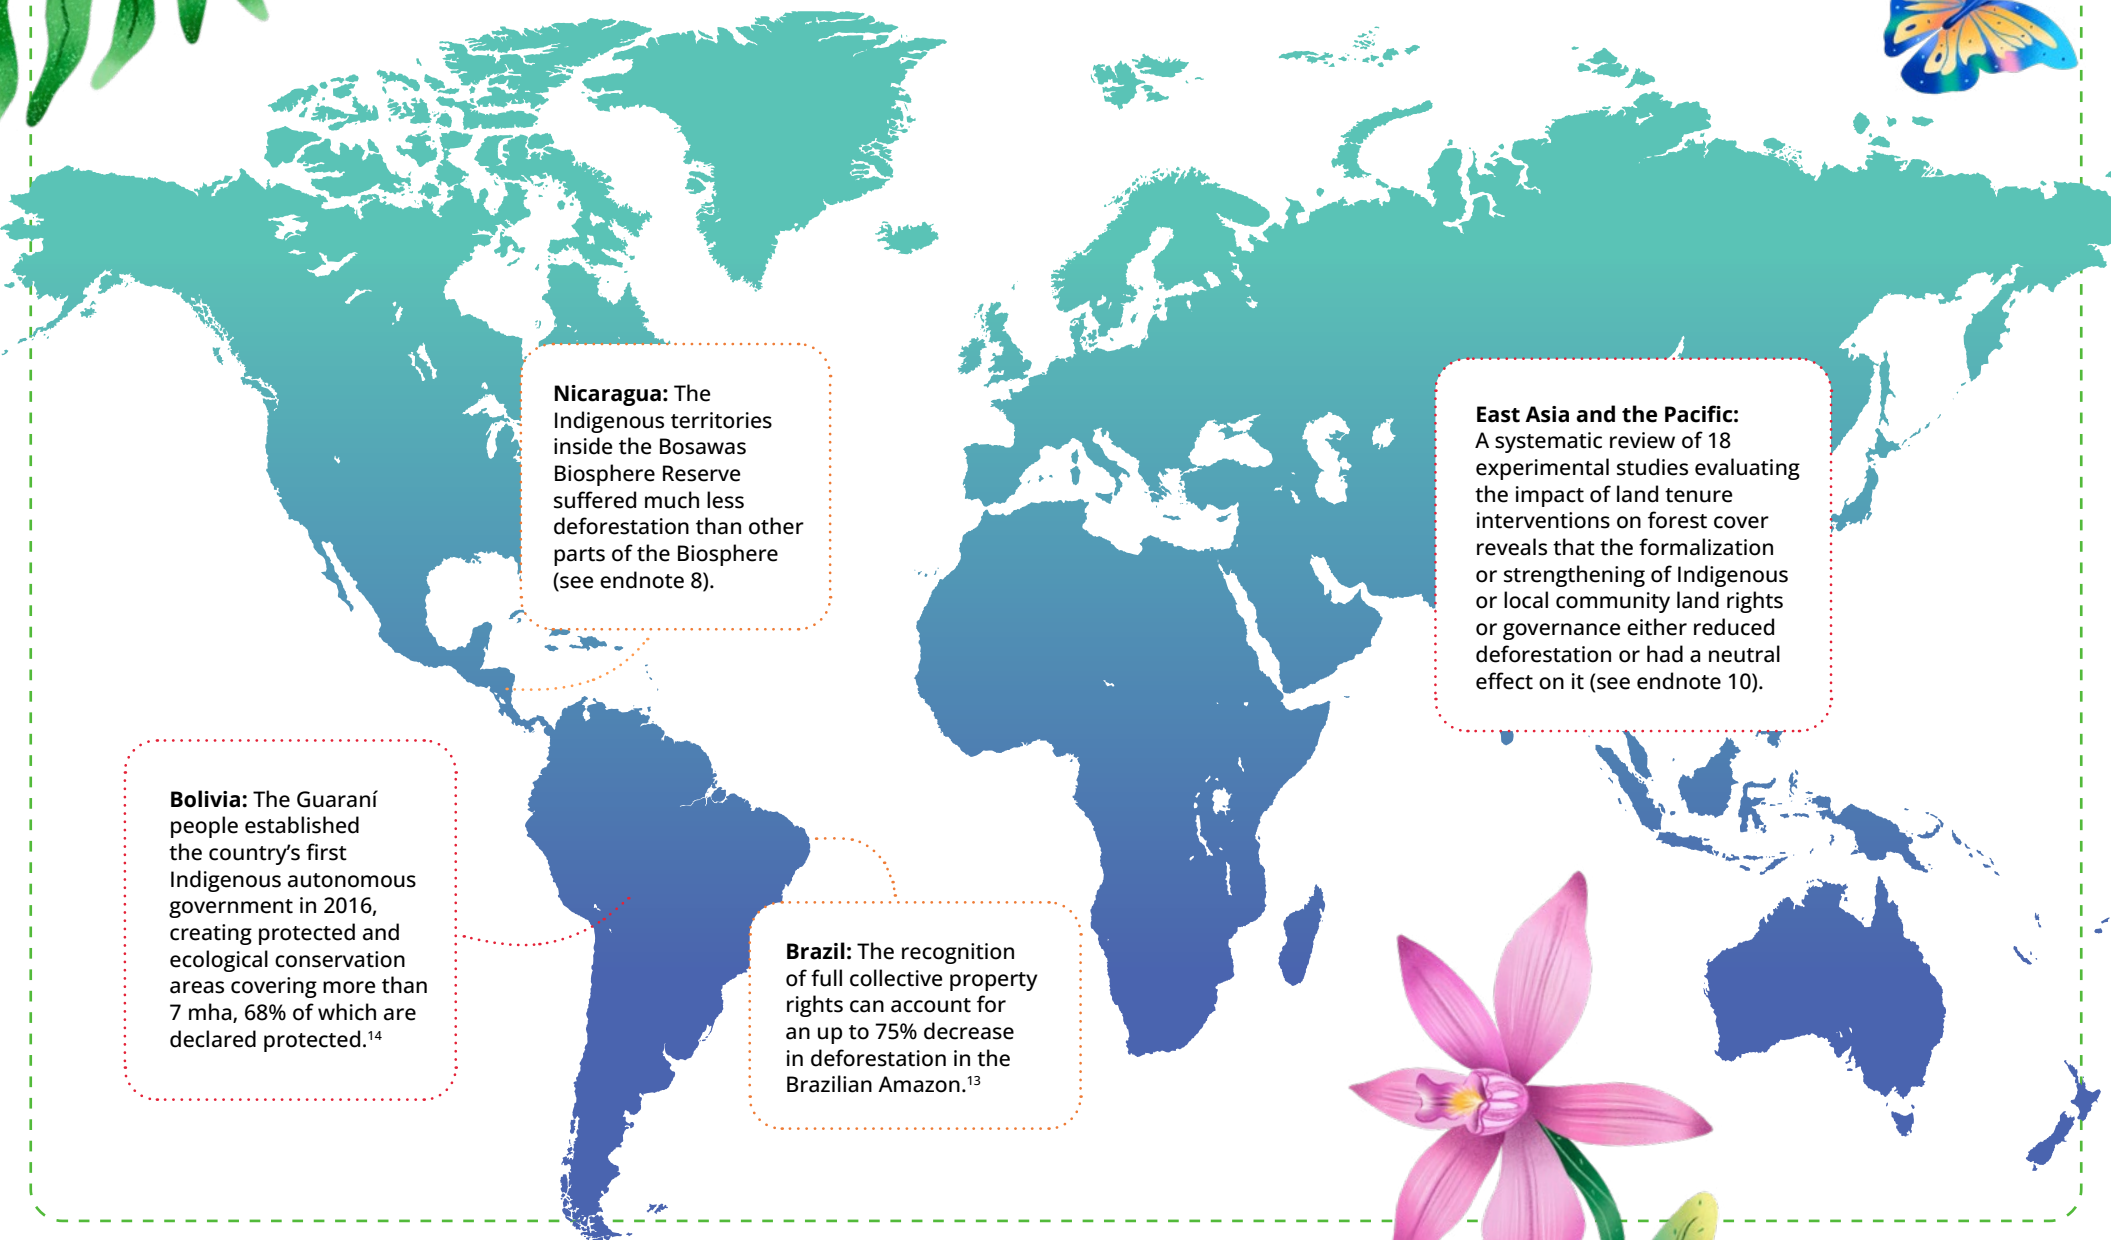 Nicaragua: The
Indigenous territories
inside the Bosawas
Biosphere Reserve
suffered much less
deforestation than other
parts of the Biosphere
(see endnote 8).
East Asia and the Pacific:
A systematic review of 18
experimental studies evaluating
the impact of land tenure
interventions on forest cover
reveals that the formalization
or strengthening of Indigenous
or local community land rights
or governance either reduced
deforestation or had a neutral
effect on it (see endnote 10).
Bolivia: The Guaraní
people established
the country’s first
Indigenous autonomous
government in 2016,
creating protected and
ecological conservation
areas covering more than
7 mha, 68% of which are
declared protected.¹⁴
Brazil: The recognition
of full collective property
rights can account for
an up to 75% decrease
in deforestation in the
Brazilian Amazon.¹³